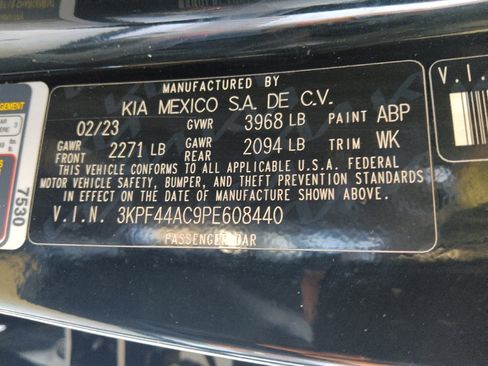 MANUFACTURED BY
KIA MEXICO S.A. DE C.V.
02/23 GVWR 3968 LB PAINT ABP
GAWR FRONT 2271 LB GAWR REAR 2094 LB TRIM WK
THIS VEHICLE CONFORMS TO ALL APPLICABLE U.S.A. FEDERAL
MOTOR VEHICLE SAFETY, BUMPER, AND THEFT PREVENTION STANDARDS
IN EFFECT ON THE DATE OF MANUFACTURE SHOWN ABOVE.
V.I.N. 3KPF44AC9PE608440
PASSENGER CAR
7530
V.I.